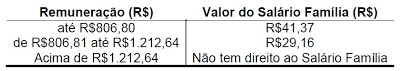 Remuneração (R$) Valor do Salário Família (R$)
até R$806,80 R$41,37
de R$806,81 até R$1.212,64 R$29,16
Acima de R$1.212,64 Não tem direito ao Salário Família